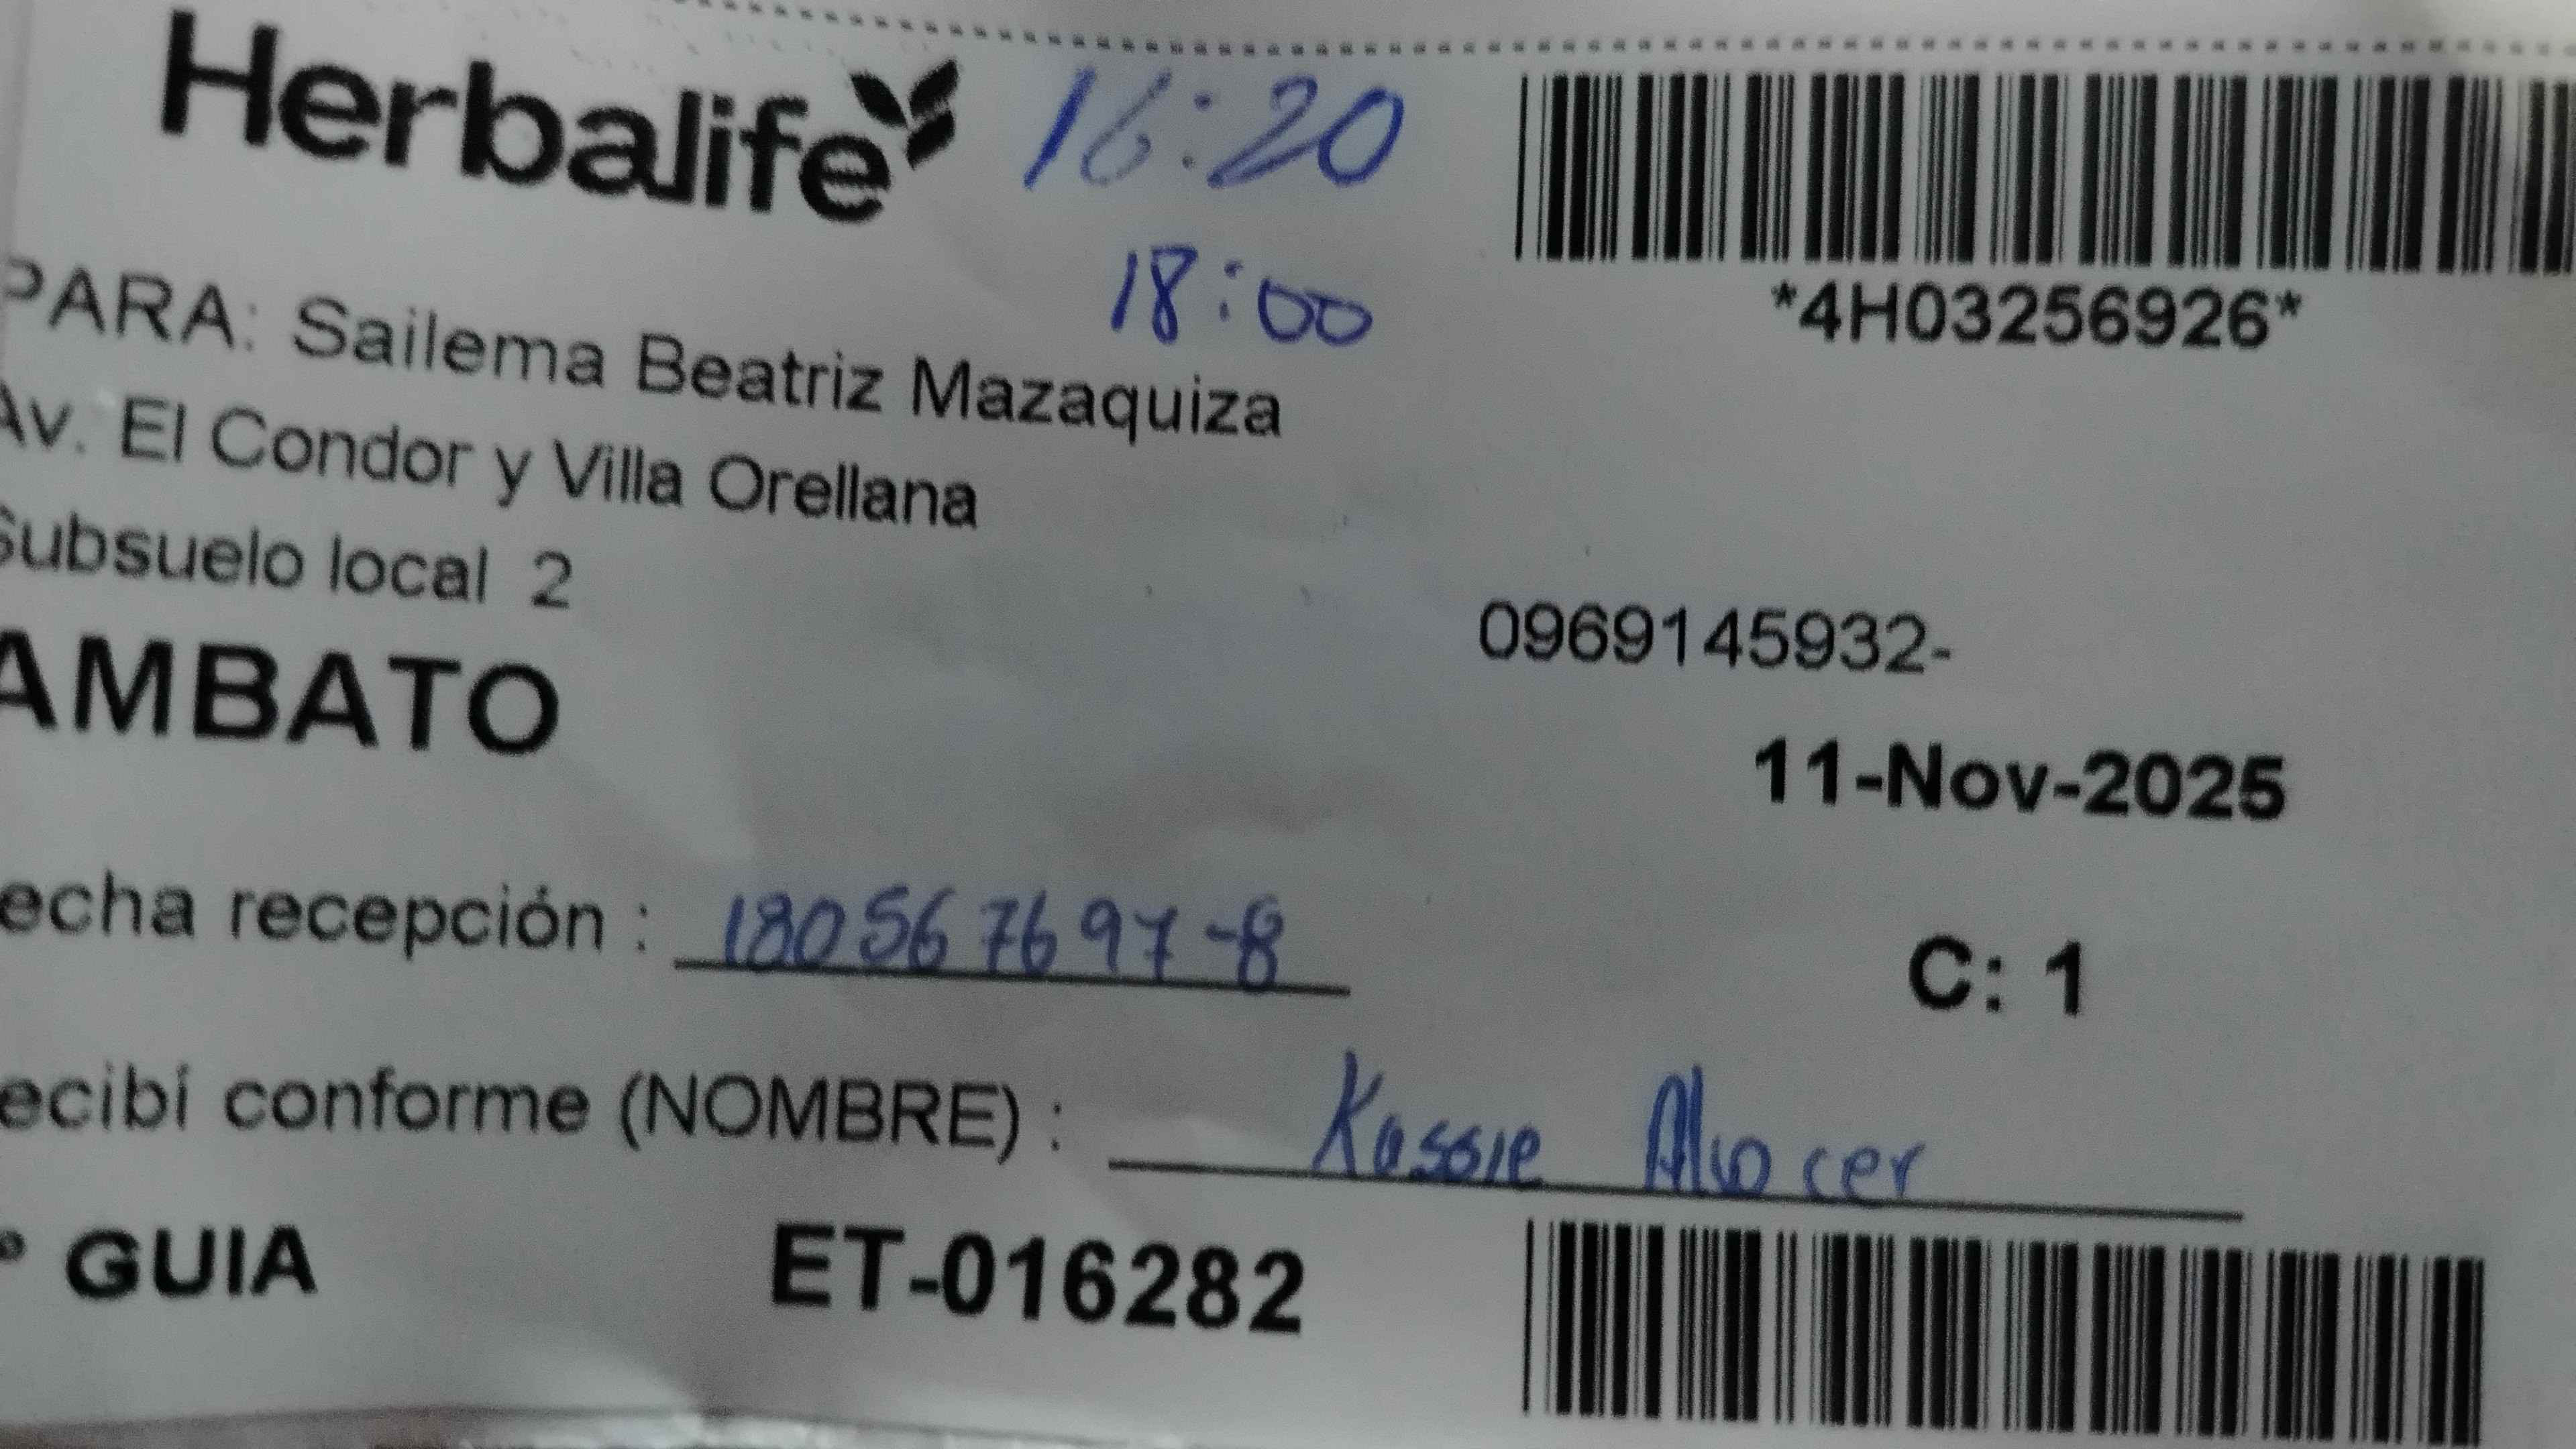 Herbalife
16:20
18:00
*4H03256926*
PARA: Sailema Beatriz Mazaquiza
Av. El Condor y Villa Orellana
Subsuelo local 2
0969145932-
AMBATO
11-Nov-2025
echa recepción : 180567697-8
C: 1
ecibí conforme (NOMBRE) : Kassie
º GUIA ET-016282